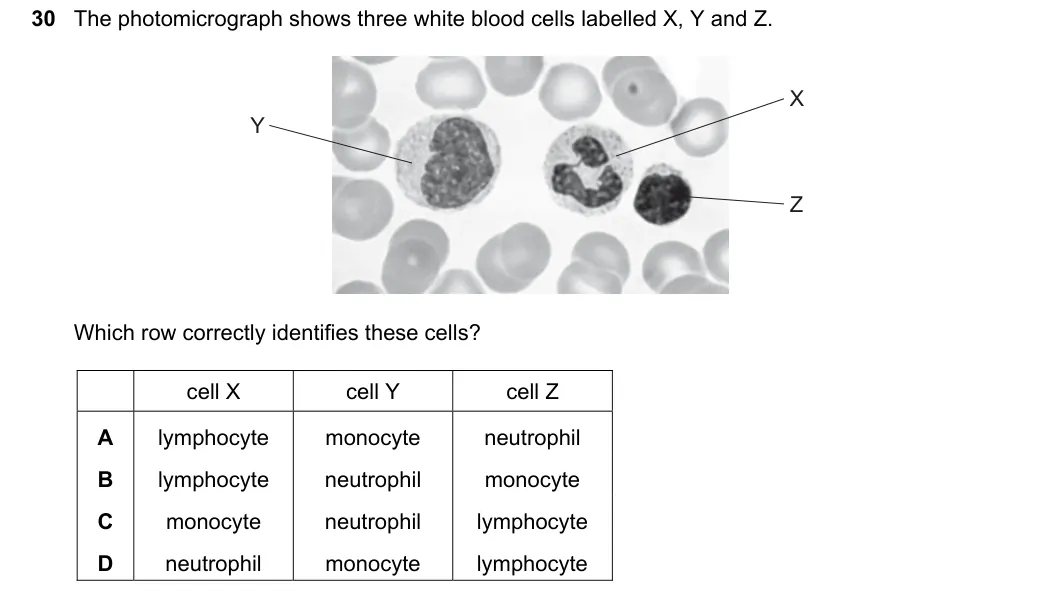 30 The photomicrograph shows three white blood cells labelled X, Y and Z.
X
Y
Z
Which row correctly identifies these cells?
cell X cell Y cell Z
A lymphocyte monocyte neutrophil
B lymphocyte neutrophil monocyte
C monocyte neutrophil lymphocyte
D neutrophil monocyte lymphocyte